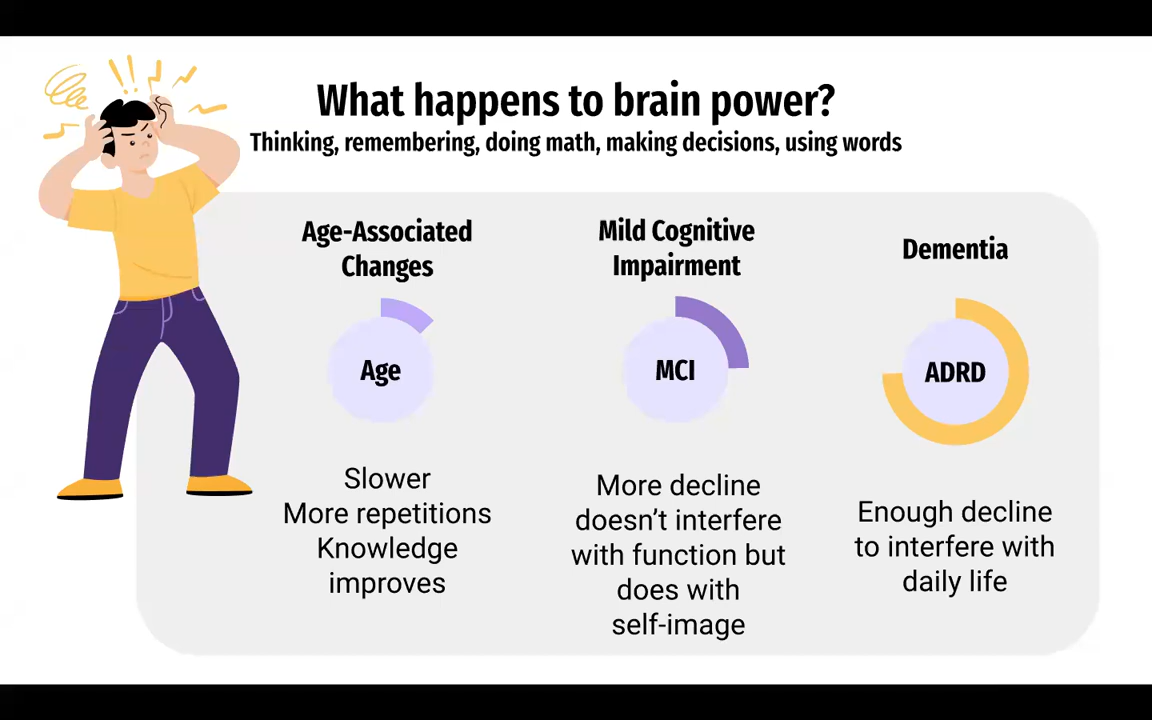 What happens to brain power?
Thinking, remembering, doing math, making decisions, using words
Age-Associated
Changes
Age
Slower
More repetitions
Knowledge
improves
Mild Cognitive
Impairment
MCI
More decline
doesn’t interfere
with function but
does with
self-image
Dementia
ADRD
Enough decline
to interfere with
daily life